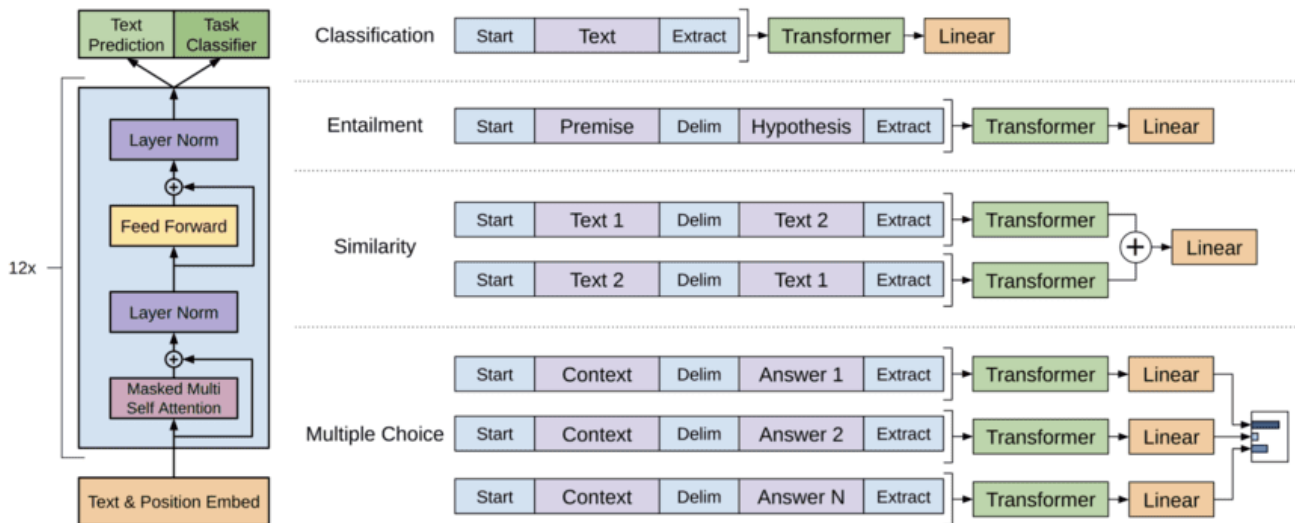 Text
Prediction
Task
Classifier
Layer Norm
+
Feed Forward
12x
Layer Norm
+
Masked Multi
Self Attention
Text & Position Embed
Classification
Start Text Extract Transformer Linear
Entailment
Start Premise Delim Hypothesis Extract Transformer Linear
Similarity
Start Text 1 Delim Text 2 Extract Transformer
+ Linear
Start Text 2 Delim Text 1 Extract Transformer
Multiple Choice
Start Context Delim Answer 1 Extract Transformer Linear
Start Context Delim Answer 2 Extract Transformer Linear
Start Context Delim Answer N Extract Transformer Linear